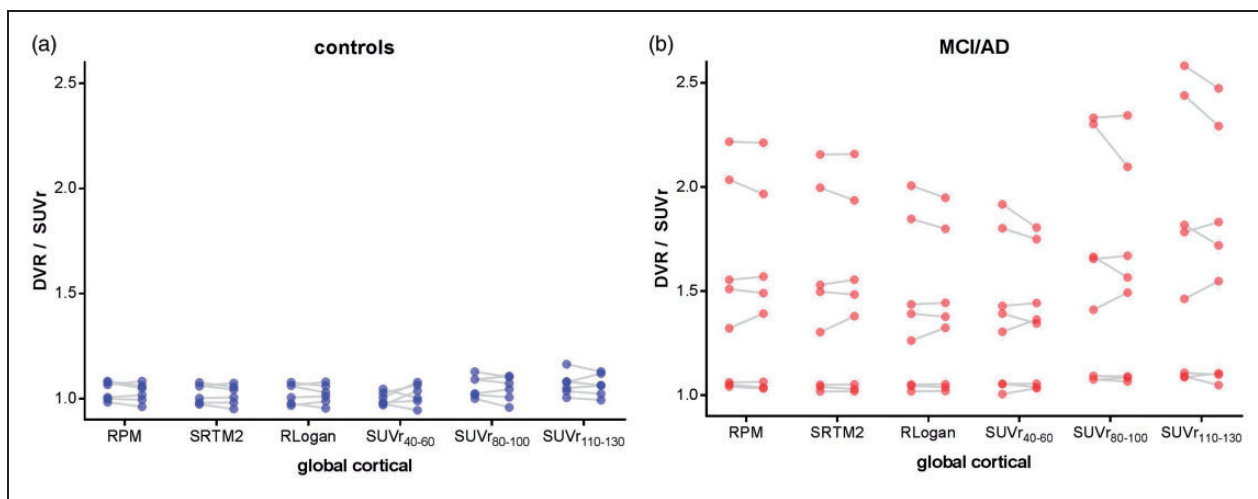 (a)
controls
DVR / SUVr
2.5
2.0
1.5
1.0
RPM SRTM2 RLogan SUVr40-60 SUVr80-100 SUVr110-130
global cortical
(b)
MCI/AD
DVR / SUVr
2.5
2.0
1.5
1.0
RPM SRTM2 RLogan SUVr40-60 SUVr80-100 SUVr110-130
global cortical